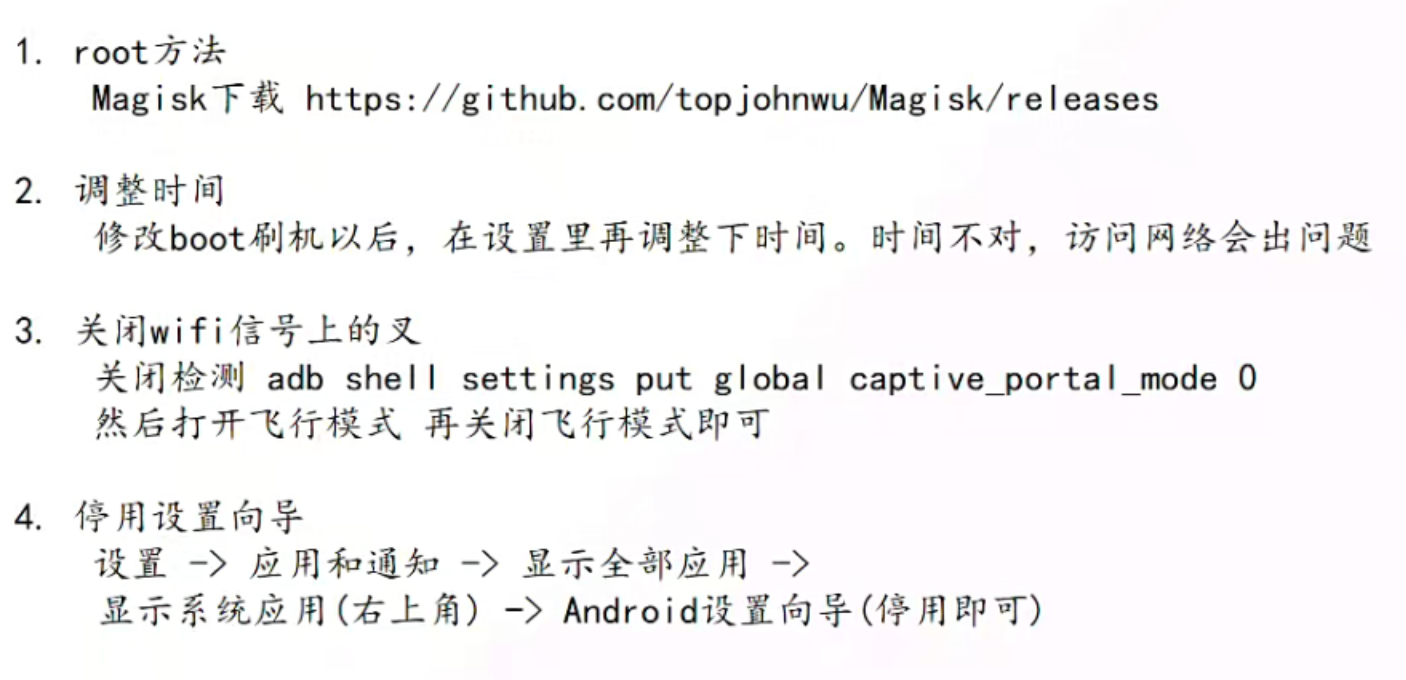 1. root方法
Magisk下载 https://github.com/topjohnwu/Magisk/releases
2. 调整时间
修改boot刷机以后，在设置里再调整下时间。时间不对，访问网络会出问题
3. 关闭wifi信号上的叉
关闭检测 adb shell settings put global captive_portal_mode 0
然后打开飞行模式 再关闭飞行模式即可
4. 停用设置向导
设置 -> 应用和通知 -> 显示全部应用 ->
显示系统应用(右上角) -> Android设置向导(停用即可)